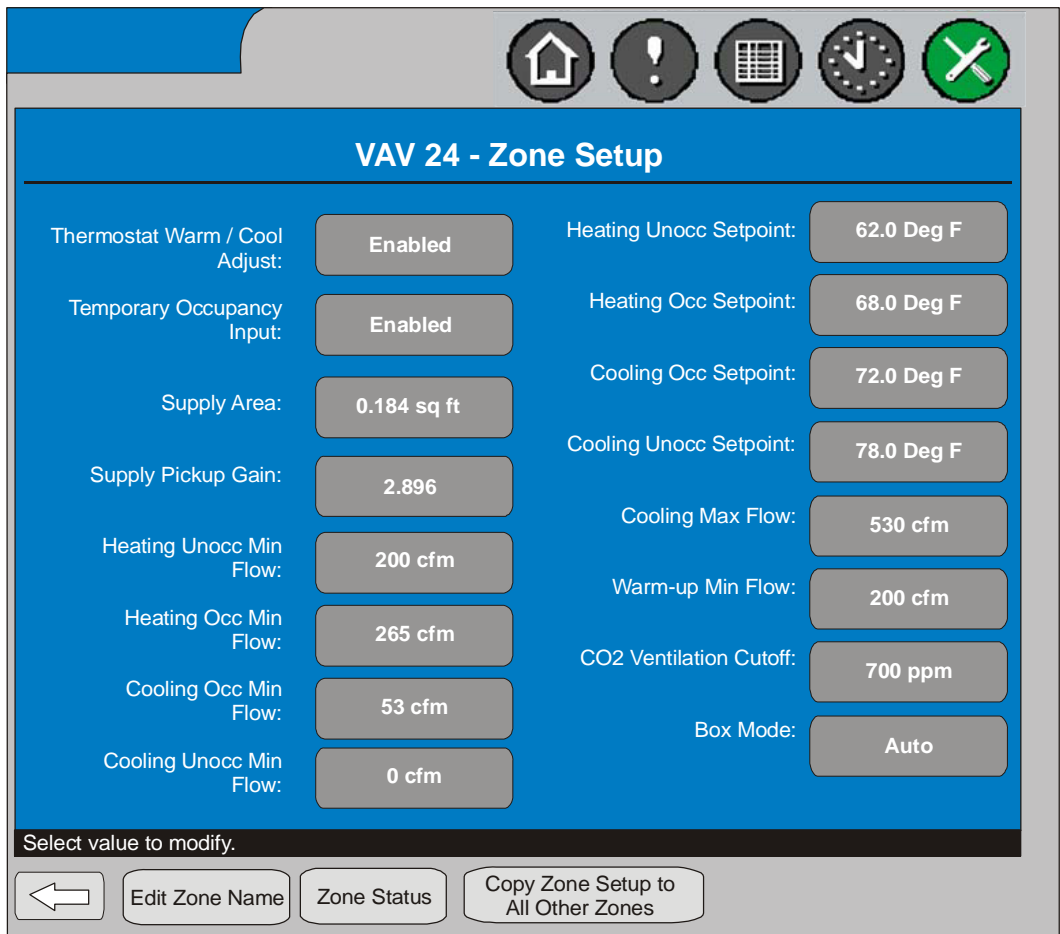 VAV 24 - Zone Setup
Thermostat Warm / Cool
Adjust:
Enabled
Temporary Occupancy
Input:
Enabled
Supply Area:
0.184 sq ft
Supply Pickup Gain:
2.896
Heating Unocc Min
Flow:
200 cfm
Heating Occ Min
Flow:
265 cfm
Cooling Occ Min
Flow:
53 cfm
Cooling Unocc Min
Flow:
0 cfm
Heating Unocc Setpoint:
62.0 Deg F
Heating Occ Setpoint:
68.0 Deg F
Cooling Occ Setpoint:
72.0 Deg F
Cooling Unocc Setpoint:
78.0 Deg F
Cooling Max Flow:
530 cfm
Warm-up Min Flow:
200 cfm
CO2 Ventilation Cutoff:
700 ppm
Box Mode:
Auto
Select value to modify.
Edit Zone Name
Zone Status
Copy Zone Setup to
All Other Zones